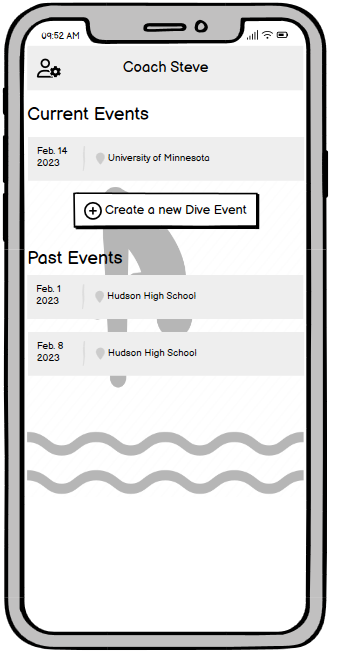 09:52 AM
Coach Steve
Current Events
Feb. 14
2023
University of Minnesota
Create a new Dive Event
Past Events
Feb. 1
2023
Hudson High School
Feb. 8
2023
Hudson High School